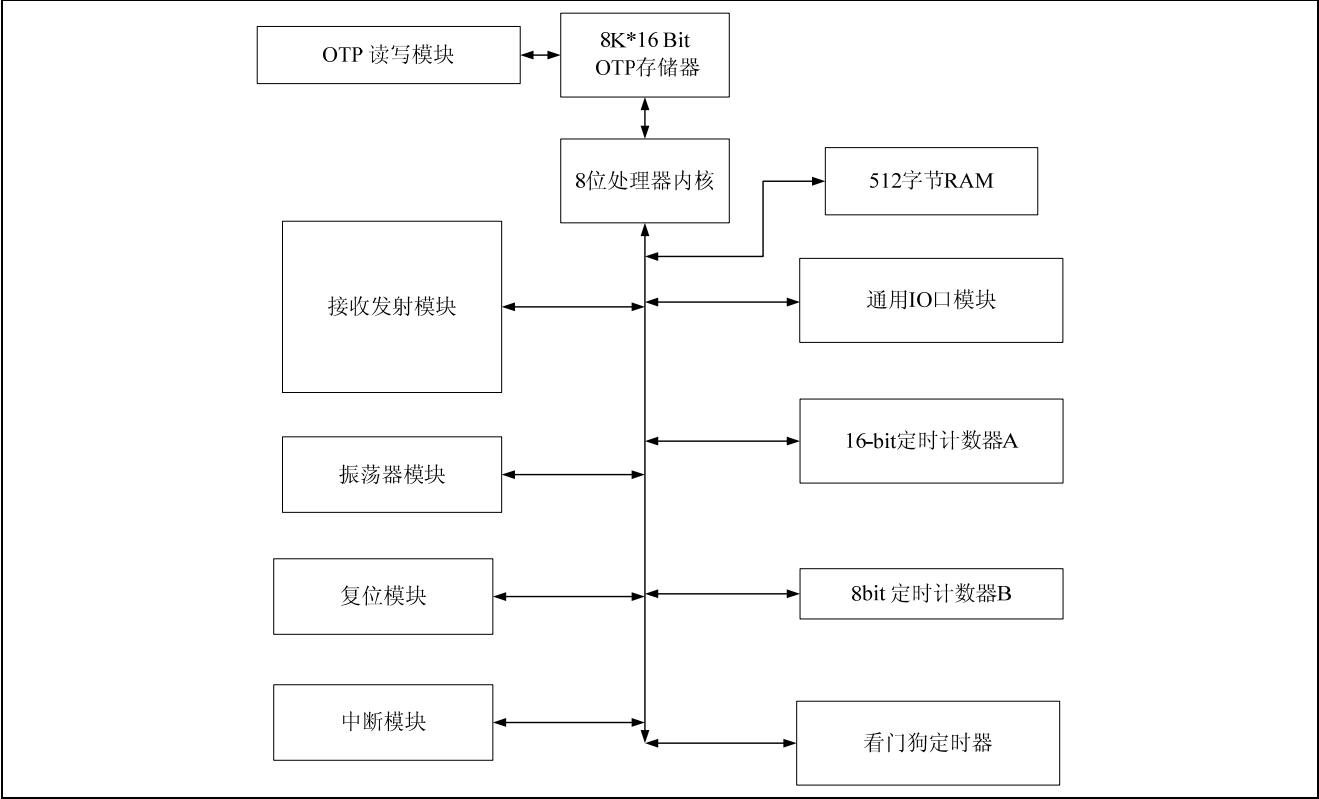 OTP 读写模块
8K*16 Bit
OTP存储器
8位处理器内核
512字节RAM
接收发射模块
通用IO口模块
16-bit定时计数器A
振荡器模块
8bit 定时计数器B
复位模块
中断模块
看门狗定时器